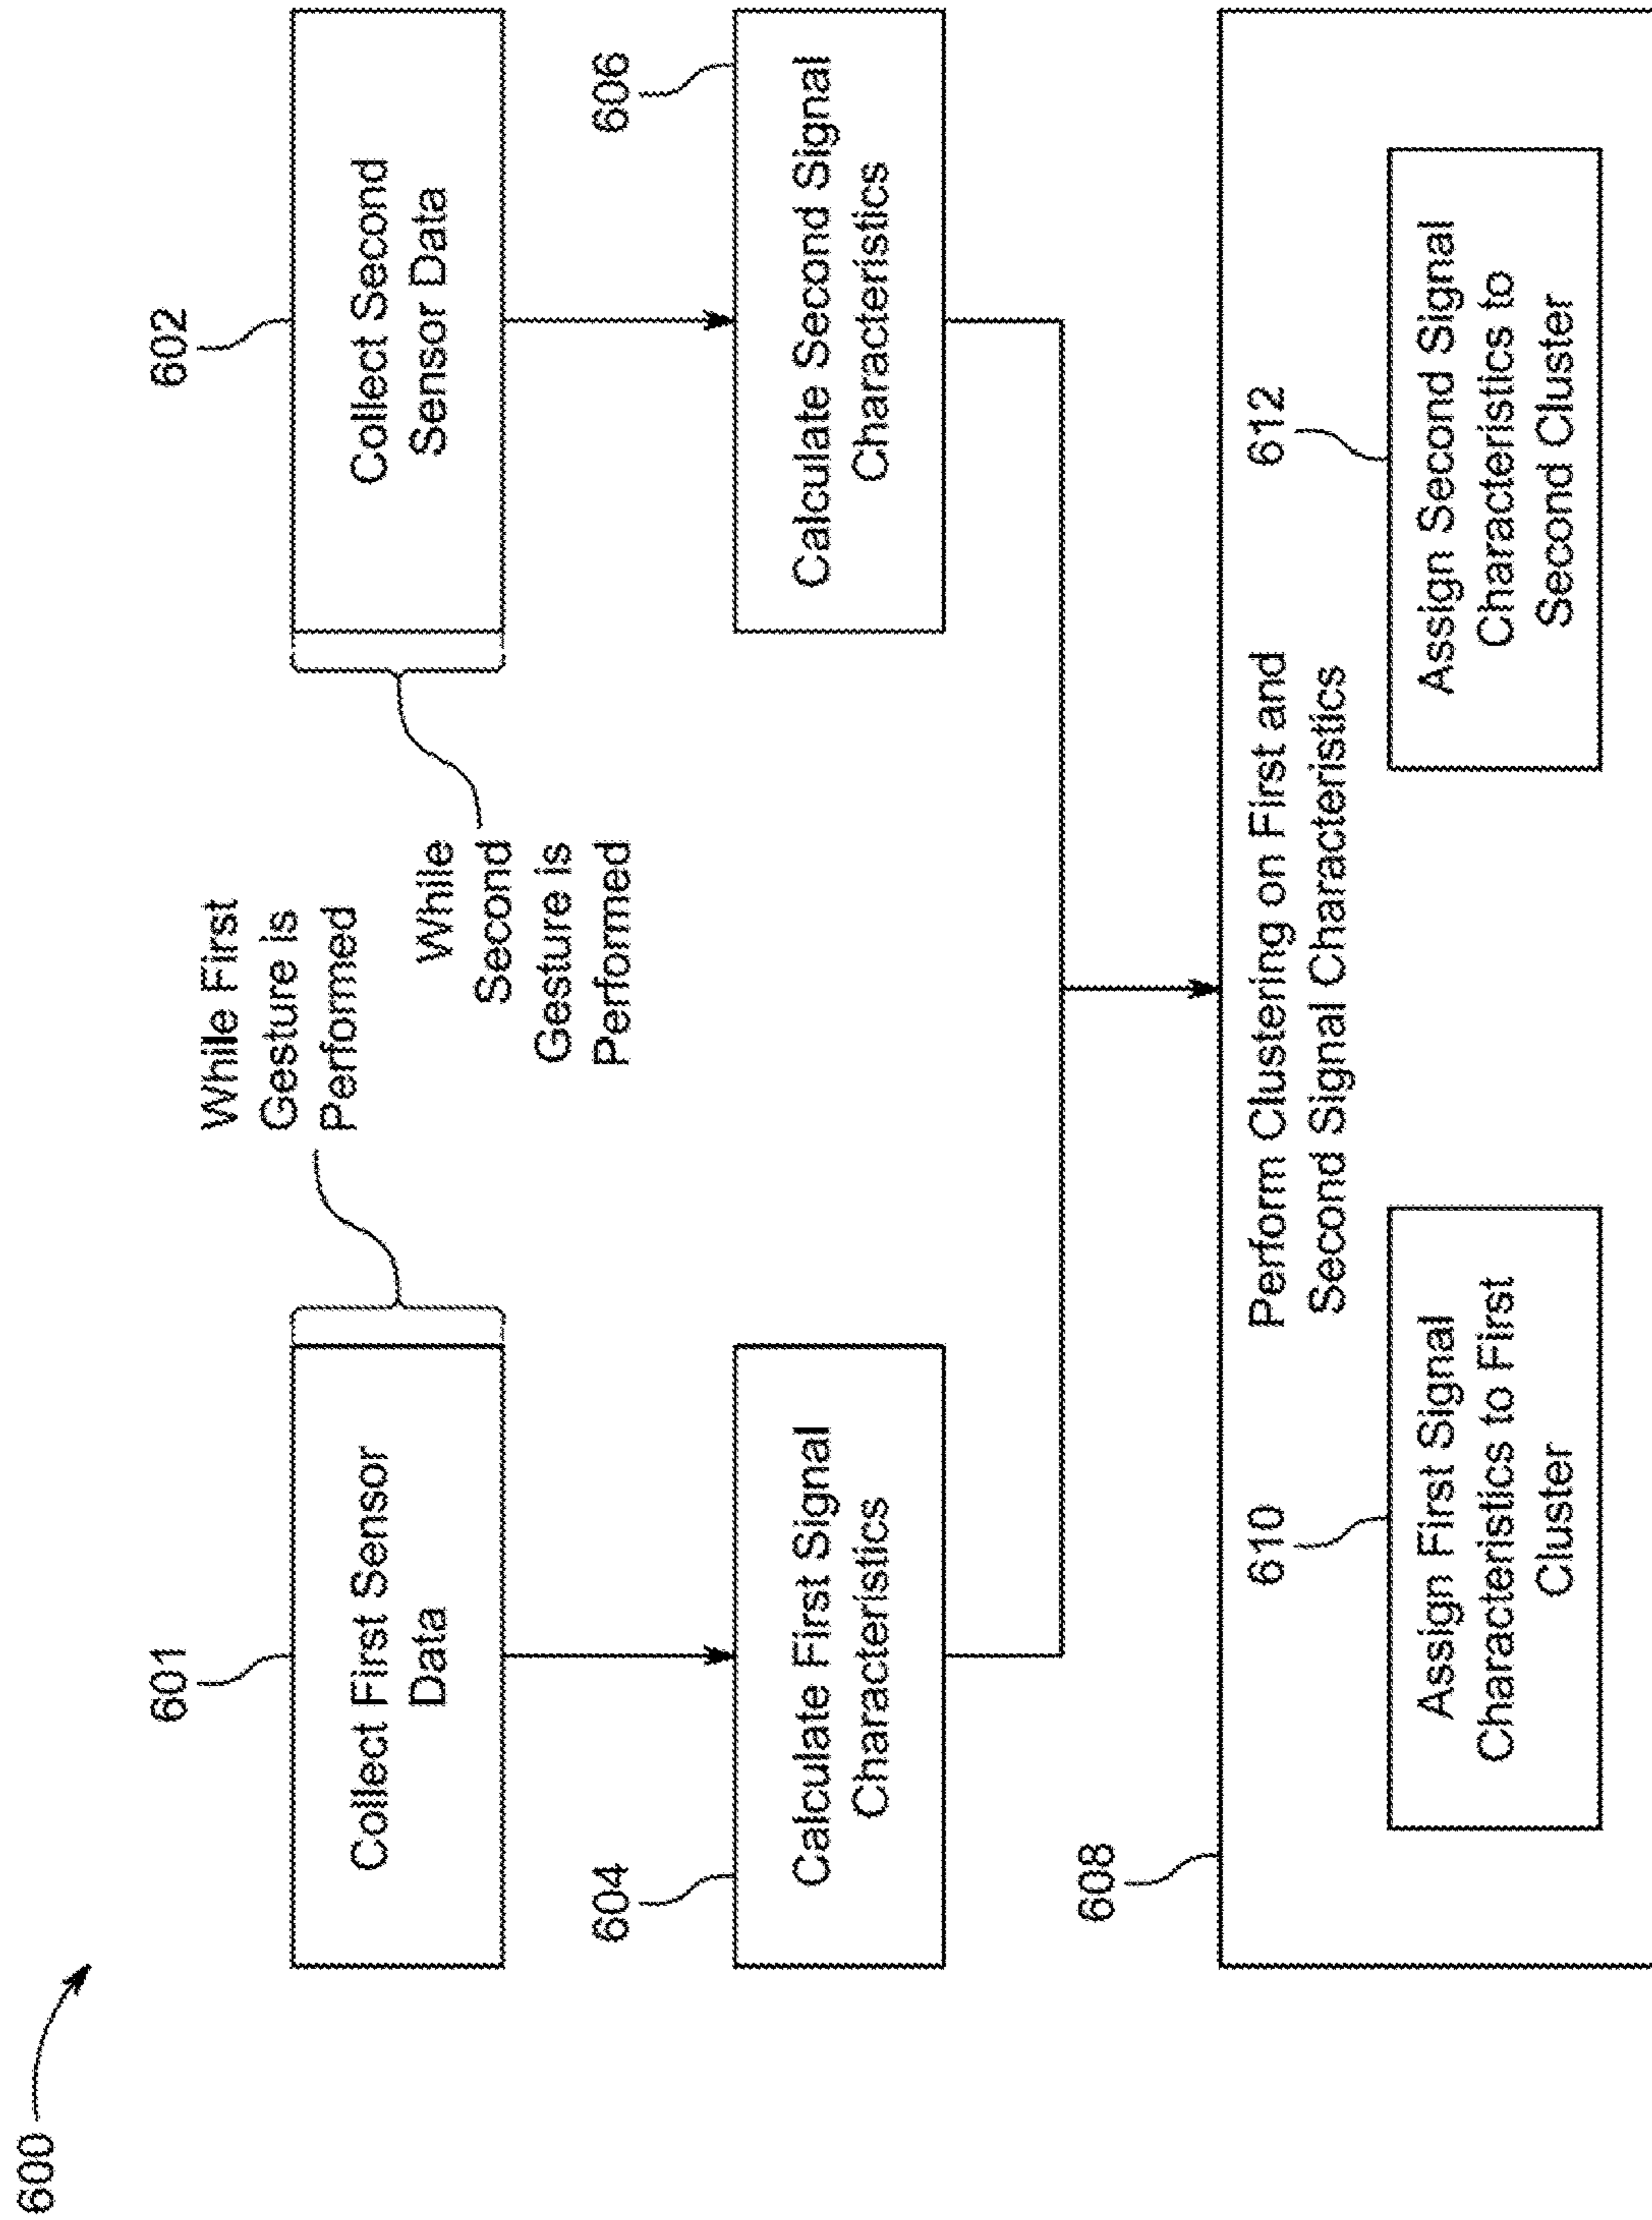 600
601
Collect First Sensor
Data
While First
Gesture is
Performed
602
Collect Second
Sensor Data
While
Second
Gesture is
Performed
604
Calculate First Signal
Characteristics
606
Calculate Second Signal
Characteristics
608
Perform Clustering on First and
Second Signal Characteristics
610
Assign First Signal
Characteristics to First
Cluster
612
Assign Second Signal
Characteristics to
Second Cluster